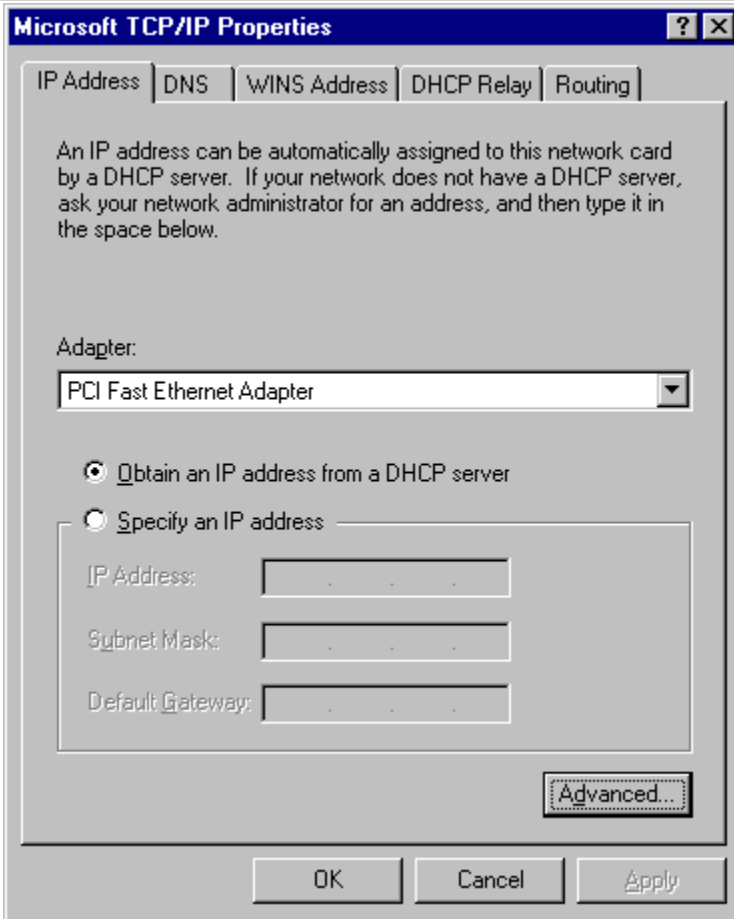 Microsoft TCP/IP Properties
IP Address DNS WINS Address DHCP Relay Routing
An IP address can be automatically assigned to this network card
by a DHCP server. If your network does not have a DHCP server,
ask your network administrator for an address, and then type it in
the space below.
Adapter:
PCI Fast Ethernet Adapter
Obtain an IP address from a DHCP server
Specify an IP address
IP Address:
Subnet Mask:
Default Gateway:
Advanced...
OK Cancel Apply